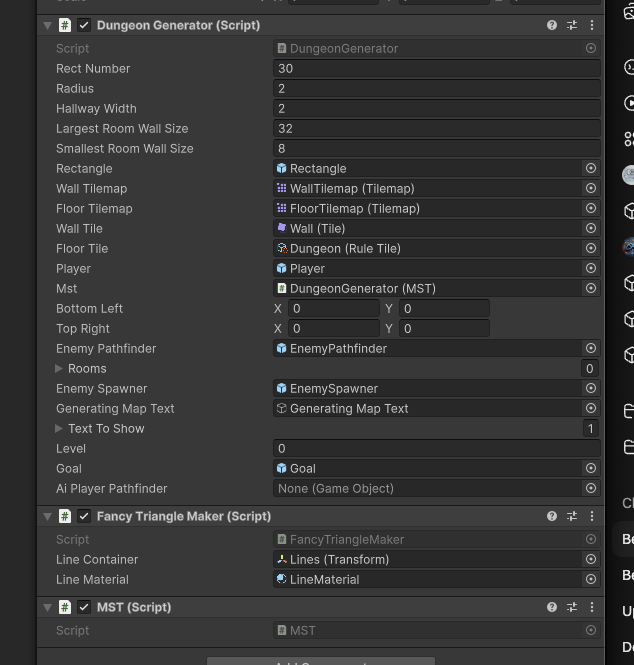 Dungeon Generator (Script)
Script DungeonGenerator
Rect Number 30
Radius 2
Hallway Width 2
Largest Room Wall Size 32
Smallest Room Wall Size 8
Rectangle Rectangle
Wall Tilemap WallTilemap (Tilemap)
Floor Tilemap FloorTilemap (Tilemap)
Wall Tile Wall (Tile)
Floor Tile Dungeon (Rule Tile)
Player Player
Mst DungeonGenerator (MST)
Bottom Left X 0 Y 0
Top Right X 0 Y 0
Enemy Pathfinder EnemyPathfinder
Rooms 0
Enemy Spawner EnemySpawner
Generating Map Text Generating Map Text
Text To Show 1
Level 0
Goal Goal
Ai Player Pathfinder None (Game Object)
Fancy Triangle Maker (Script)
Script FancyTriangleMaker
Line Container Lines (Transform)
Line Material LineMaterial
MST (Script)
Script MST